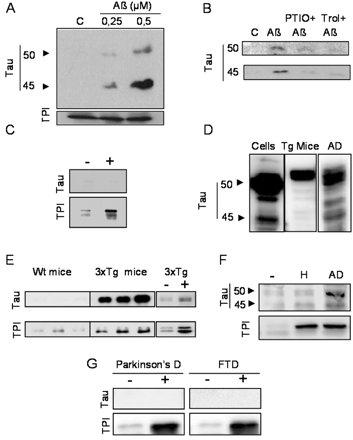 A
Aß (µM)
C 0,25 0,5
Tau
50
45
TPI
B
PTIO+ Trol+
C Aß Aß Aß
Tau
50
45
C
- +
Tau
TPI
D
Cells Tg Mice AD
Tau
50
45
E
Wt mice 3xTg mice 3xTg
- +
Tau
TPI
F
- H AD
Tau
50
45
TPI
G
Parkinson's D FTD
- + - +
Tau
TPI